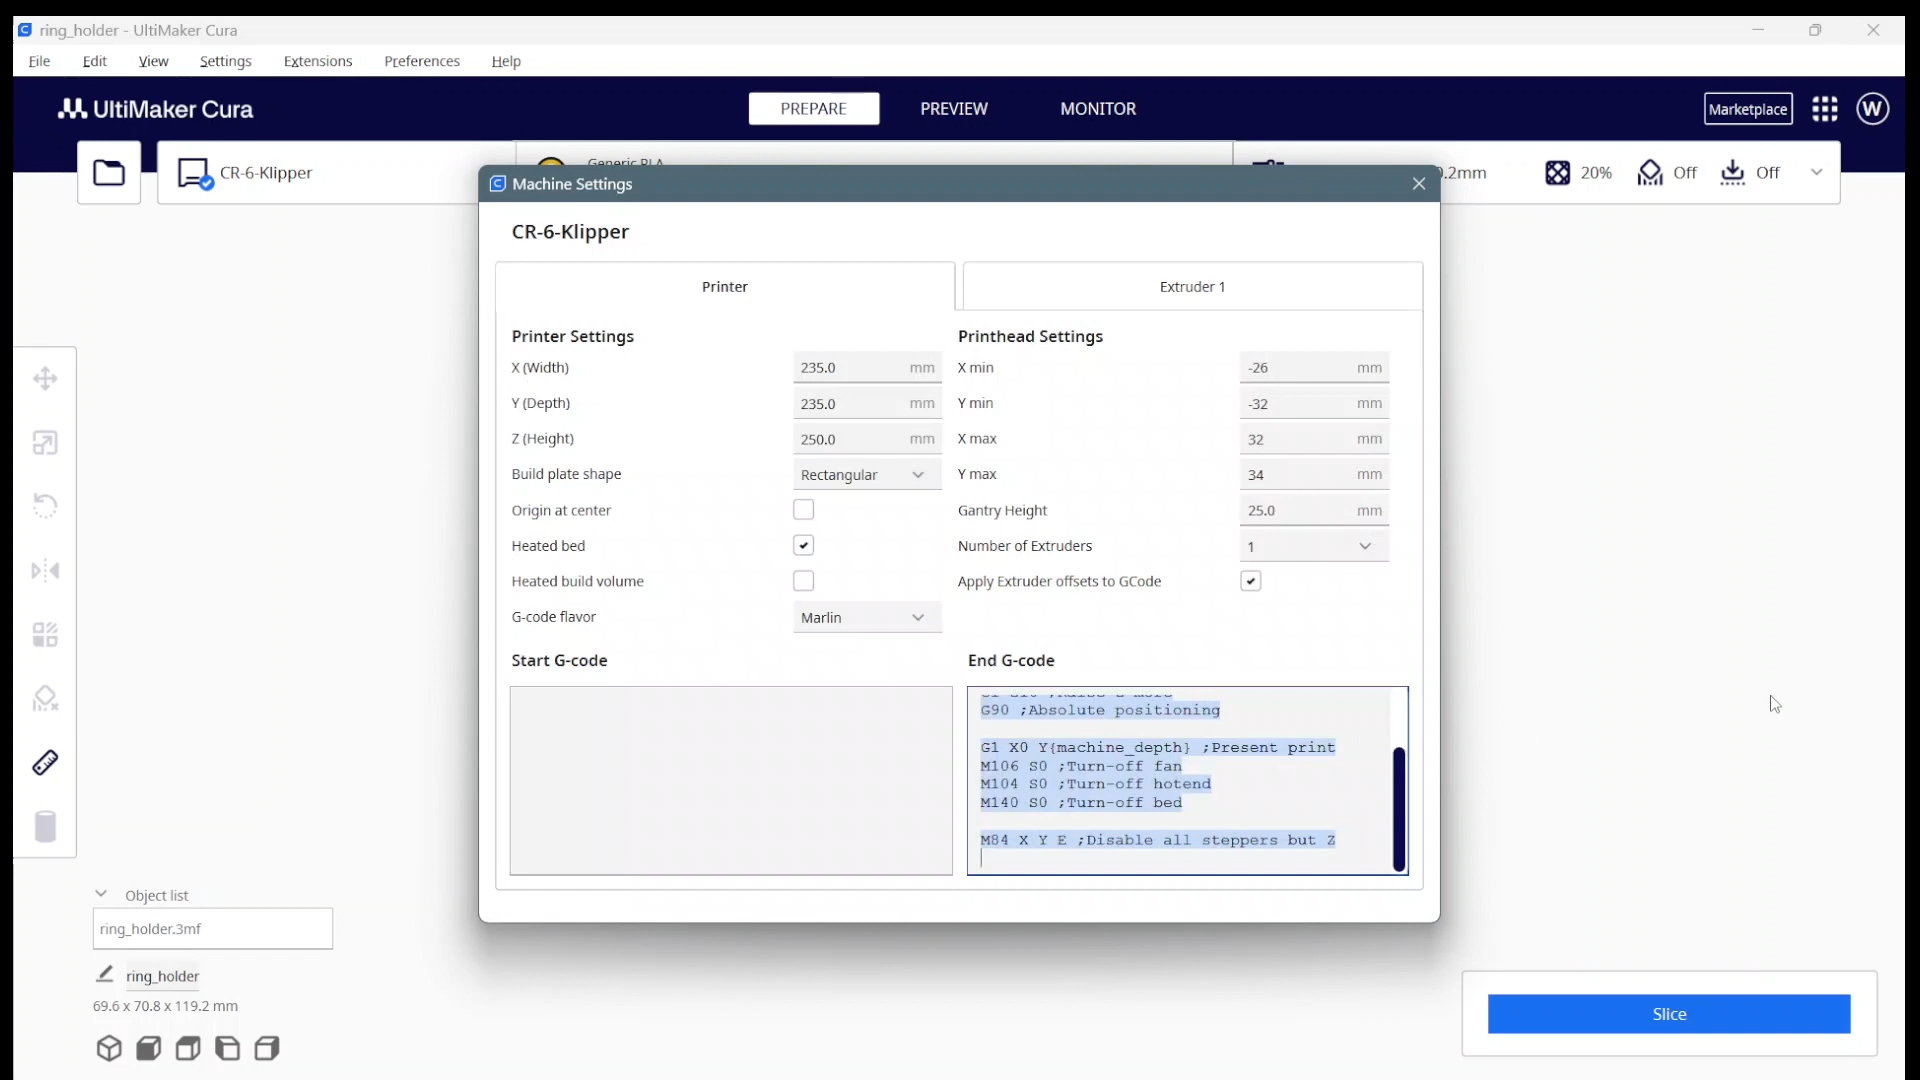 ring_holder - UltiMaker Cura
File Edit View Settings Extensions Preferences Help
UltiMaker Cura
PREPARE PREVIEW MONITOR
Marketplace W
CR-6-Klipper
Generic PLA
0.2mm 20% Off Off
Machine Settings
CR-6-Klipper
Printer Extruder 1
Printer Settings Printhead Settings
X (Width) 235.0 mm X min -26 mm
Y (Depth) 235.0 mm Y min -32 mm
Z (Height) 250.0 mm X max 32 mm
Build plate shape Rectangular Y max 34 mm
Origin at center Gantry Height 25.0 mm
Heated bed Number of Extruders 1
Heated build volume Apply Extruder offsets to GCode
G-code flavor Marlin
Start G-code End G-code
G90 ;Absolute positioning
G1 X0 Y{machine_depth} ;Present print
M106 S0 ;Turn-off fan
M104 S0 ;Turn-off hotend
M140 S0 ;Turn-off bed
M84 X Y E ;Disable all steppers but Z
Object list
ring_holder.3mf
ring_holder
69.6 x 70.8 x 119.2 mm
Slice